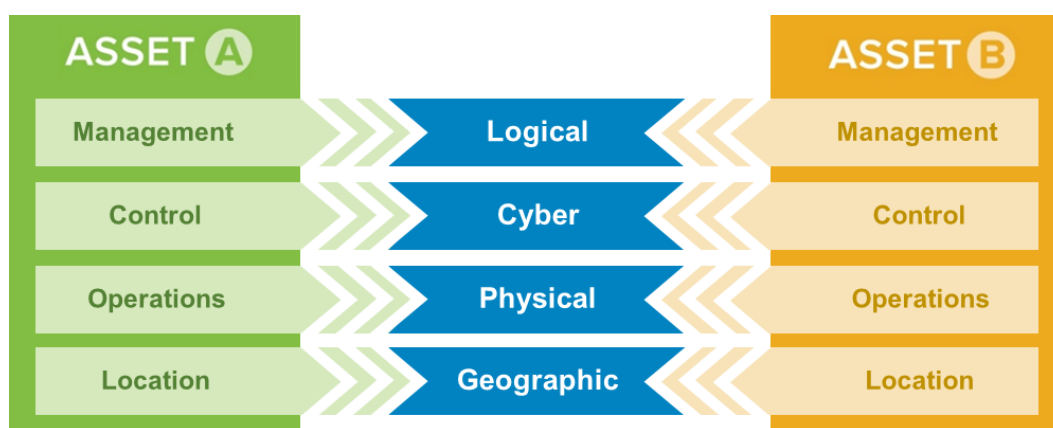 ASSET A ASSET B
Management Logical Management
Control Cyber Control
Operations Physical Operations
Location Geographic Location